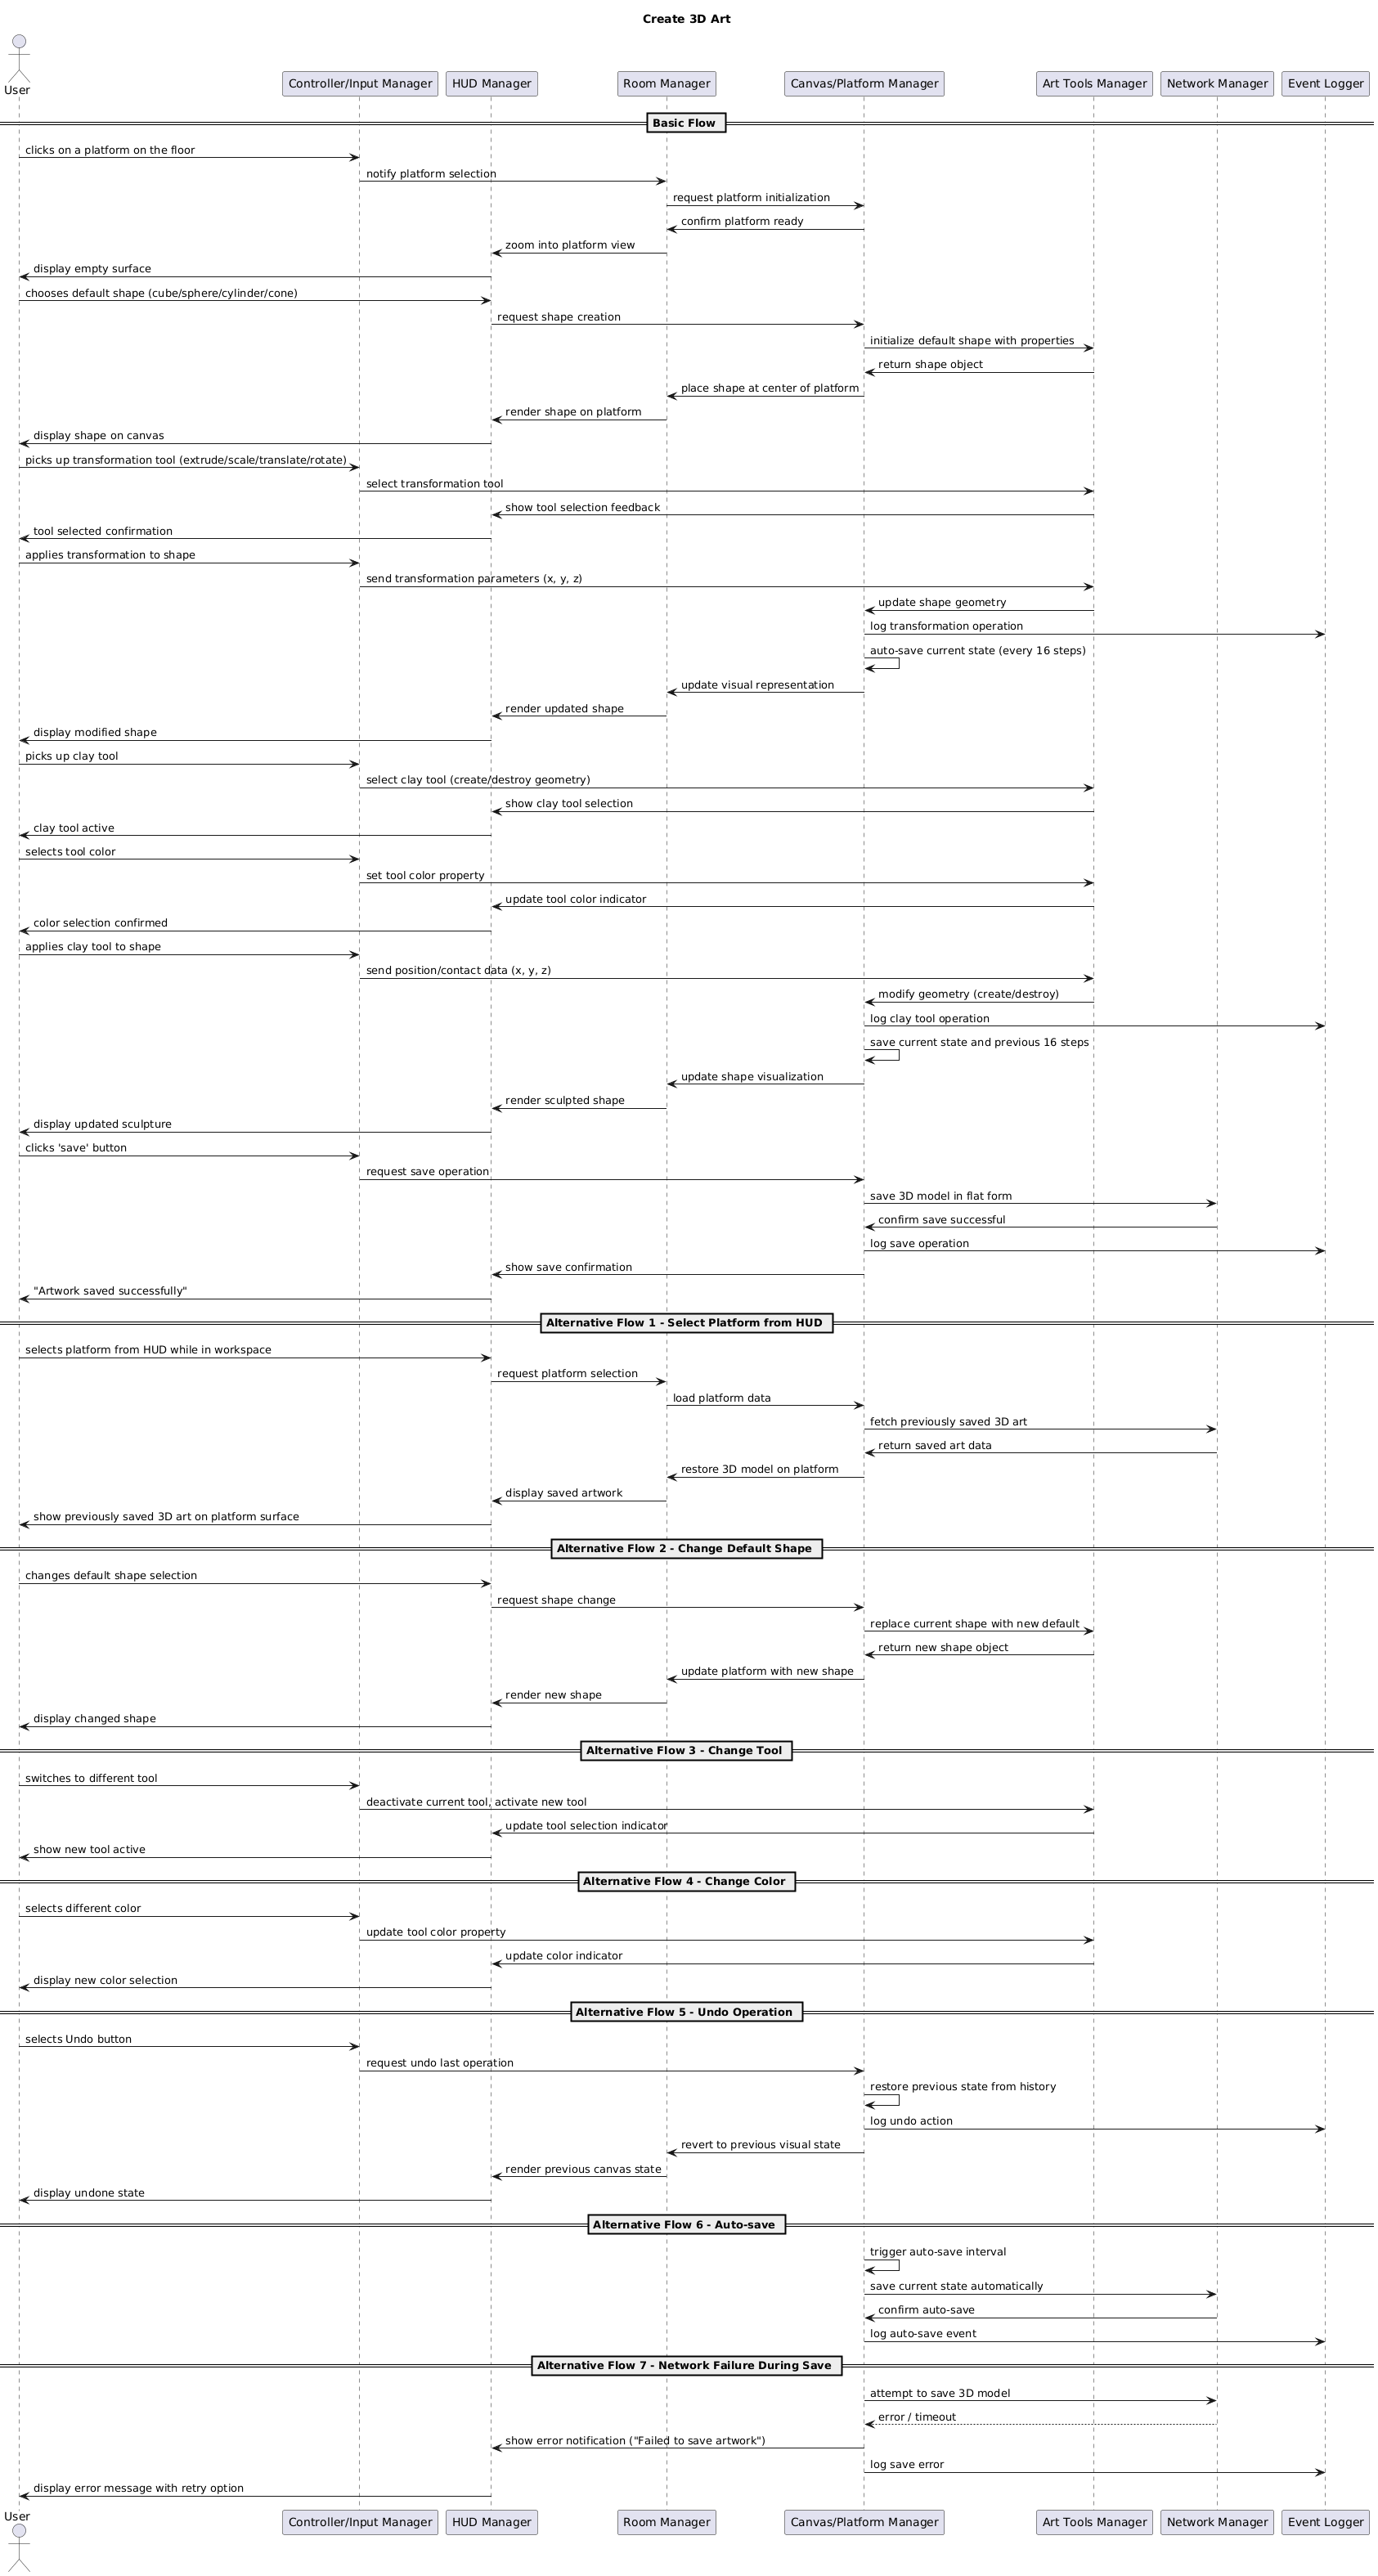 Create 3D Art
User
Controller/Input Manager
HUD Manager
Room Manager
Canvas/Platform Manager
Art Tools Manager
Network Manager
Event Logger
Basic Flow
clicks on a platform on the floor
notify platform selection
request platform initialization
confirm platform ready
zoom into platform view
display empty surface
chooses default shape (cube/sphere/cylinder/cone)
request shape creation
initialize default shape with properties
return shape object
place shape at center of platform
render shape on platform
display shape on canvas
picks up transformation tool (extrude/scale/translate/rotate)
select transformation tool
show tool selection feedback
tool selected confirmation
applies transformation to shape
send transformation parameters (x, y, z)
update shape geometry
log transformation operation
auto-save current state (every 16 steps)
update visual representation
render updated shape
display modified shape
picks up clay tool
select clay tool (create/destroy geometry)
show clay tool selection
clay tool active
selects tool color
set tool color property
update tool color indicator
color selection confirmed
applies clay tool to shape
send position/contact data (x, y, z)
modify geometry (create/destroy)
log clay tool operation
save current state and previous 16 steps
update shape visualization
render sculpted shape
display updated sculpture
clicks 'save' button
request save operation
save 3D model in flat form
confirm save successful
log save operation
show save confirmation
"Artwork saved successfully"
Alternative Flow 1 - Select Platform from HUD
selects platform from HUD while in workspace
request platform selection
load platform data
fetch previously saved 3D art
return saved art data
restore 3D model on platform
display saved artwork
show previously saved 3D art on platform surface
Alternative Flow 2 - Change Default Shape
changes default shape selection
request shape change
replace current shape with new default
return new shape object
update platform with new shape
render new shape
display changed shape
Alternative Flow 3 - Change Tool
switches to different tool
deactivate current tool, activate new tool
update tool selection indicator
show new tool active
Alternative Flow 4 - Change Color
selects different color
update tool color property
update color indicator
display new color selection
Alternative Flow 5 - Undo Operation
selects Undo button
request undo last operation
restore previous state from history
log undo action
revert to previous visual state
render previous canvas state
display undone state
Alternative Flow 6 - Auto-save
trigger auto-save interval
save current state automatically
confirm auto-save
log auto-save event
Alternative Flow 7 - Network Failure During Save
attempt to save 3D model
error / timeout
show error notification ("Failed to save artwork")
log save error
display error message with retry option
User
Controller/Input Manager
HUD Manager
Room Manager
Canvas/Platform Manager
Art Tools Manager
Network Manager
Event Logger